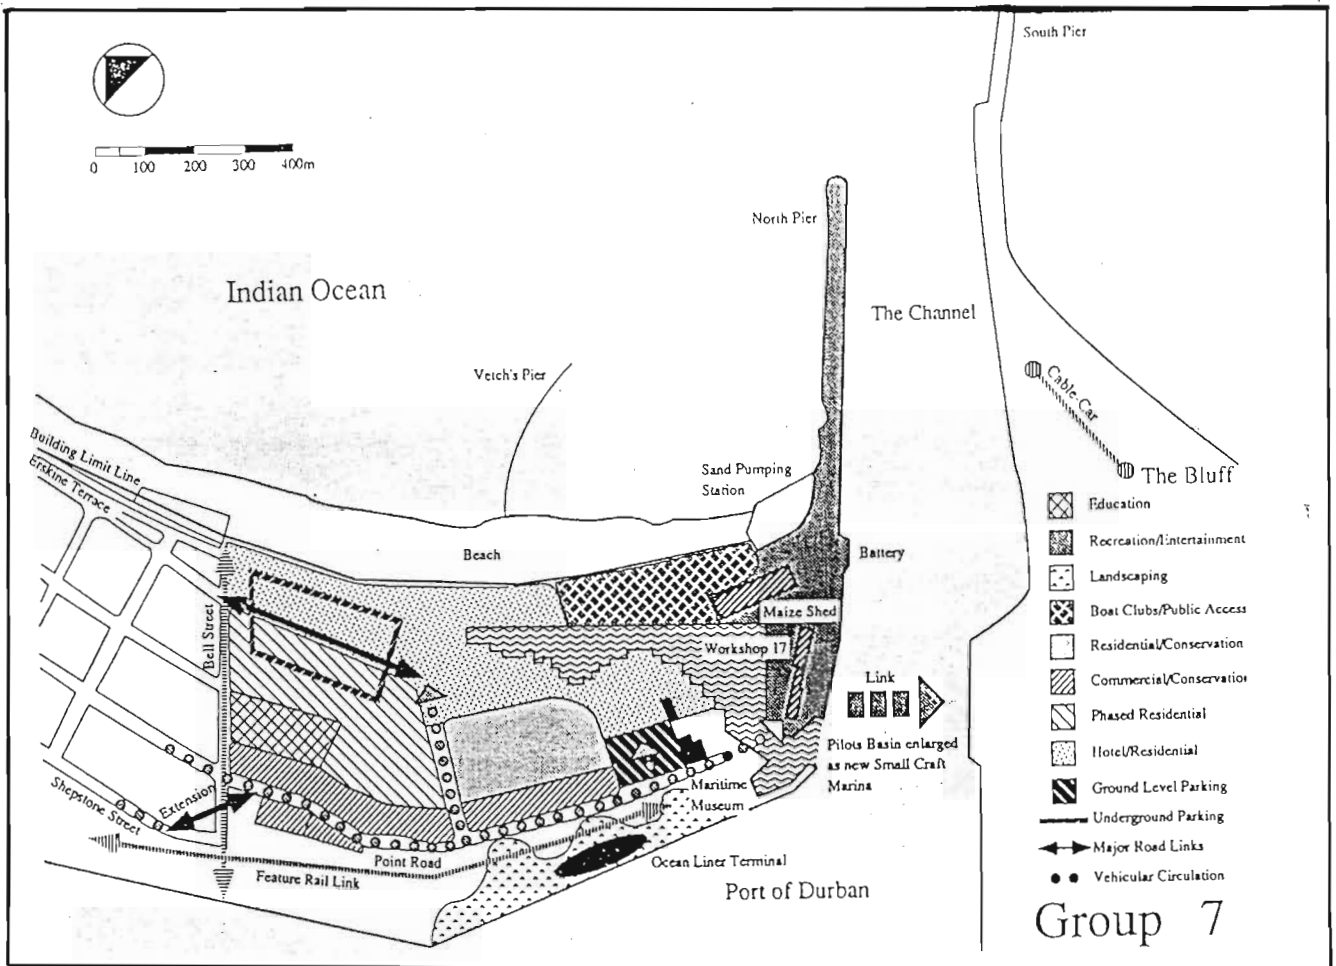 South Pier
0 100 200 300 400m
North Pier
Indian Ocean
The Channel
Vetch's Pier
Cable-Car
Building Limit Line
Erskine Terrace
Sand Pumping
Station
The Bluff
Education
Recreation/Entertainment
Landscaping
Boat Clubs/Public Access
Residential/Conservation
Commercial/Conservation
Phased Residential
Hotel/Residential
Ground Level Parking
Underground Parking
Major Road Links
Vehicular Circulation
Beach
Battery
Maize Shed
Bell Street
Workshop 17
Link
Pilots Basin enlarged
as new Small Craft
Marina
Maritime
Museum
Shepstone Street
Extension
Point Road
Feature Rail Link
Ocean Liner Terminal
Port of Durban
Group 7